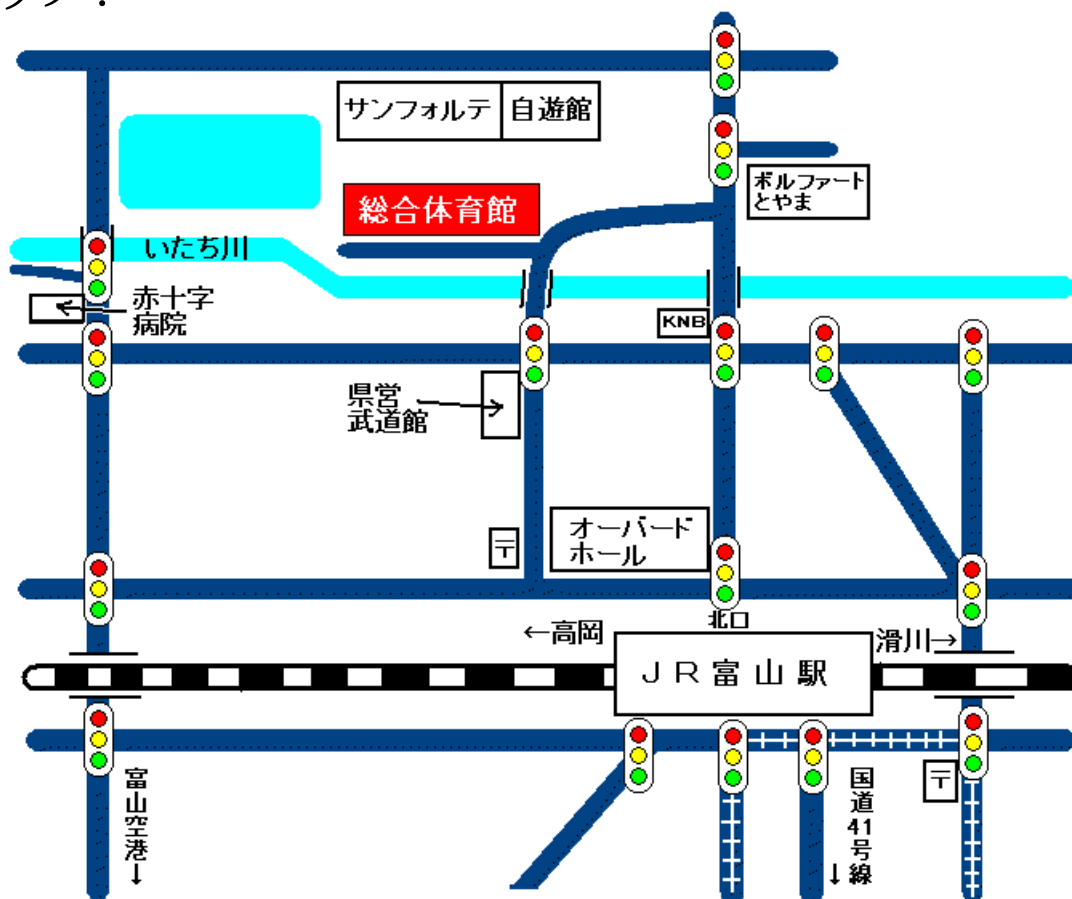 サンフォルテ
自遊館
ボルファート
とやま
総合体育館
いたち川
赤十字
病院
KNB
県営
武道館
オーバード
ホール
〒
北口
←高岡
滑川→
JR富山駅
富山空港↓
国道41号線
↓
〒